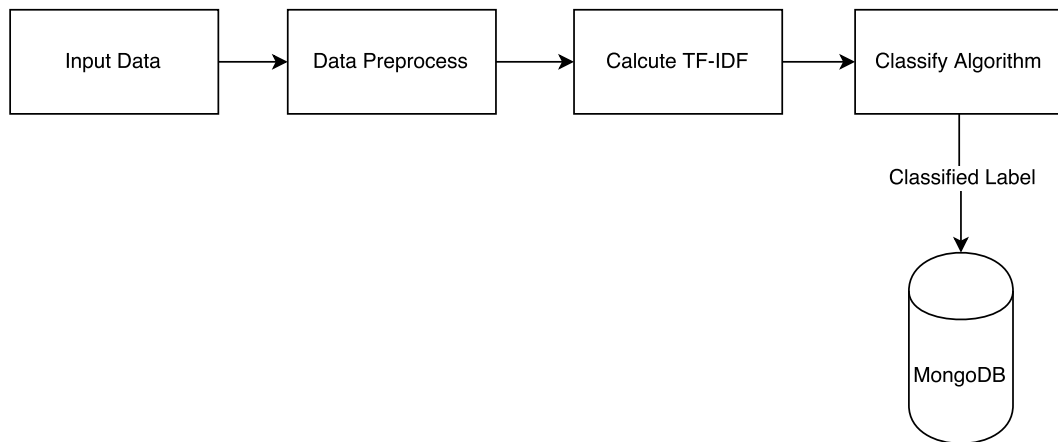 Input Data
Data Preprocess
Calcute TF-IDF
Classify Algorithm
Classified Label
MongoDB